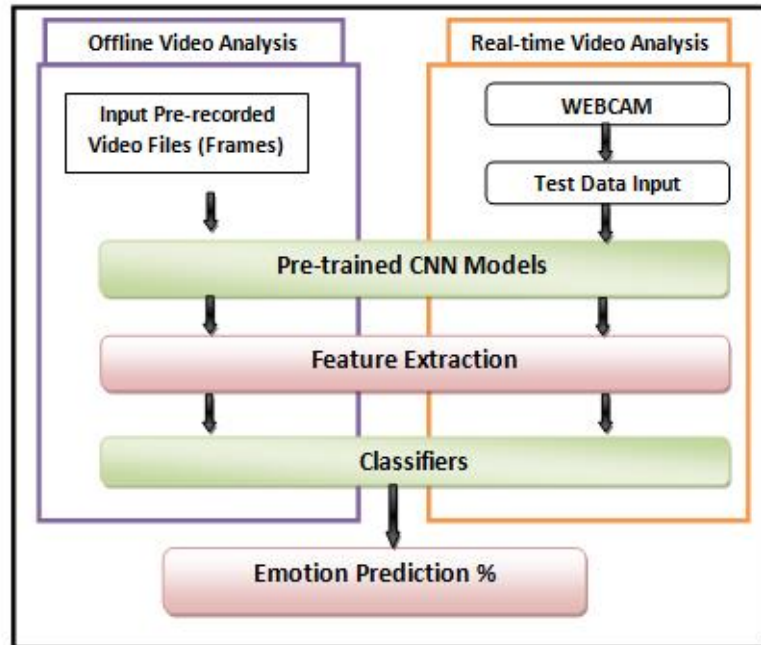 Offline Video Analysis
Real-time Video Analysis
Input Pre-recorded
Video Files (Frames)
WEBCAM
Test Data Input
Pre-trained CNN Models
Feature Extraction
Classifiers
Emotion Prediction %